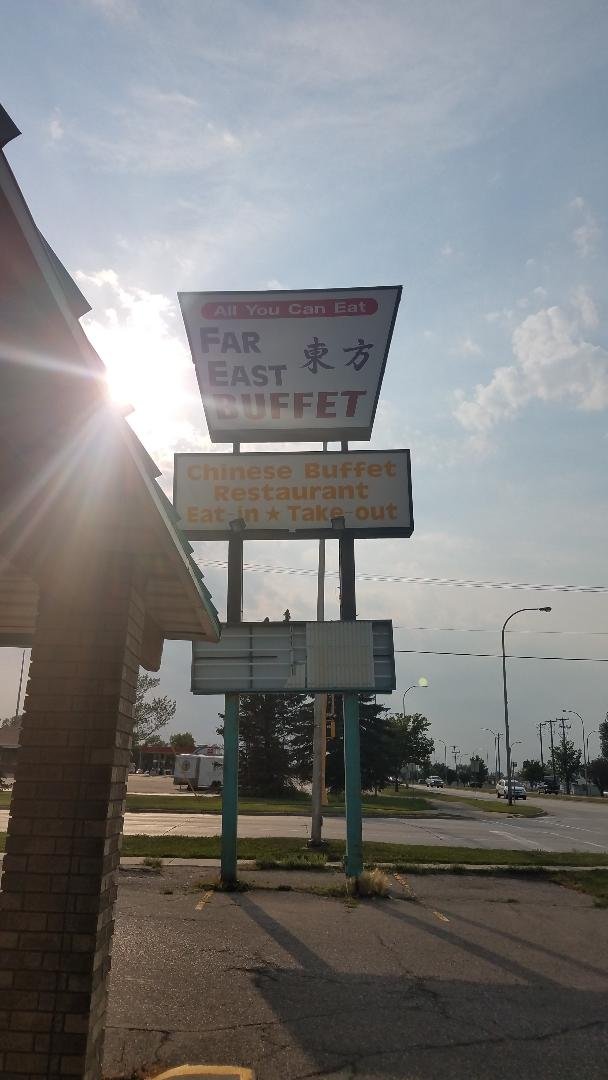 All You Can Eat
FAR
EAST 東方
BUFFET
Chinese Buffet
Restaurant
Eat-in ★ Take-out